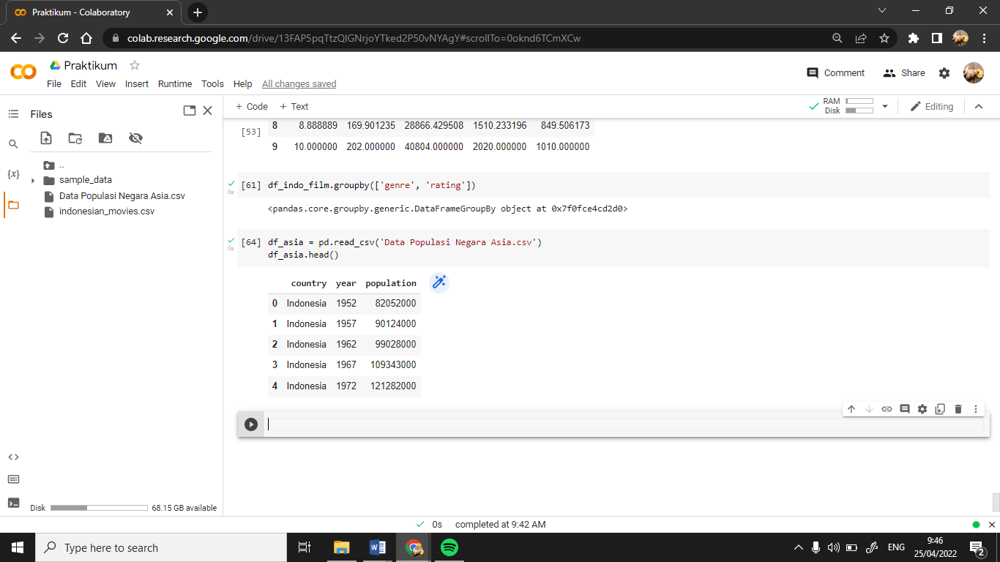 Praktikum - Colaboratory
colab.research.google.com/drive/13FAP5pqTtzQlGNrjoYTked2P50vNYAgY#scrollTo=0oknd6TCmXCw
Praktikum
File Edit View Insert Runtime Tools Help All changes saved
Comment Share
Files
+ Code + Text
RAM
Disk
Editing
..
sample_data
Data Populasi Negara Asia.csv
indonesian_movies.csv
{x}
[53]
8 8.888889 169.901235 28866.429508 1510.233196 849.506173
9 10.000000 202.000000 40804.000000 2020.000000 1010.000000
[61] df_indo_film.groupby(['genre', 'rating'])
0s
<pandas.core.groupby.generic.DataFrameGroupBy object at 0x7f0fce4cd2d0>
[64] df_asia = pd.read_csv('Data Populasi Negara Asia.csv')
0s
df_asia.head()
country year population
0 Indonesia 1952 82052000
1 Indonesia 1957 90124000
2 Indonesia 1962 99028000
3 Indonesia 1967 109343000
4 Indonesia 1972 121282000
Disk 68.15 GB available
0s completed at 9:42 AM
Type here to search
ENG
9:46
25/04/2022
2